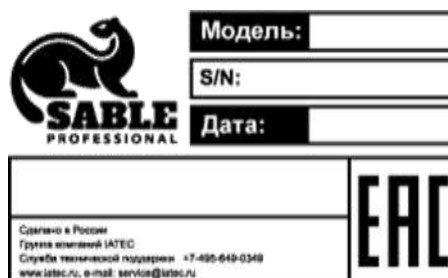 Модель:
S/N:
SABLE
PROFESSIONAL
Дата:
Сделано в России
Группа компаний IATEC
Служба технической поддержки +7-495-649-0349
www.iatec.ru, e-mail: service@iatec.ru
EAC